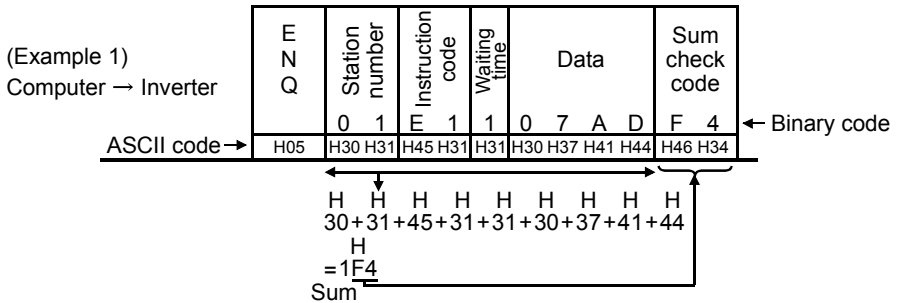 (Example 1)
Computer → Inverter
E
N
Q
Station
number
Instruction
code
Waiting
time
Data
Sum
check
code
0 1 E 1 1 0 7 A D F 4
← Binary code
ASCII code→
H05 H30 H31 H45 H31 H31 H30 H37 H41 H44 H46 H34
H H H H H H H H H
30+31+45+31+31+30+37+41+44
H
=1F4
Sum